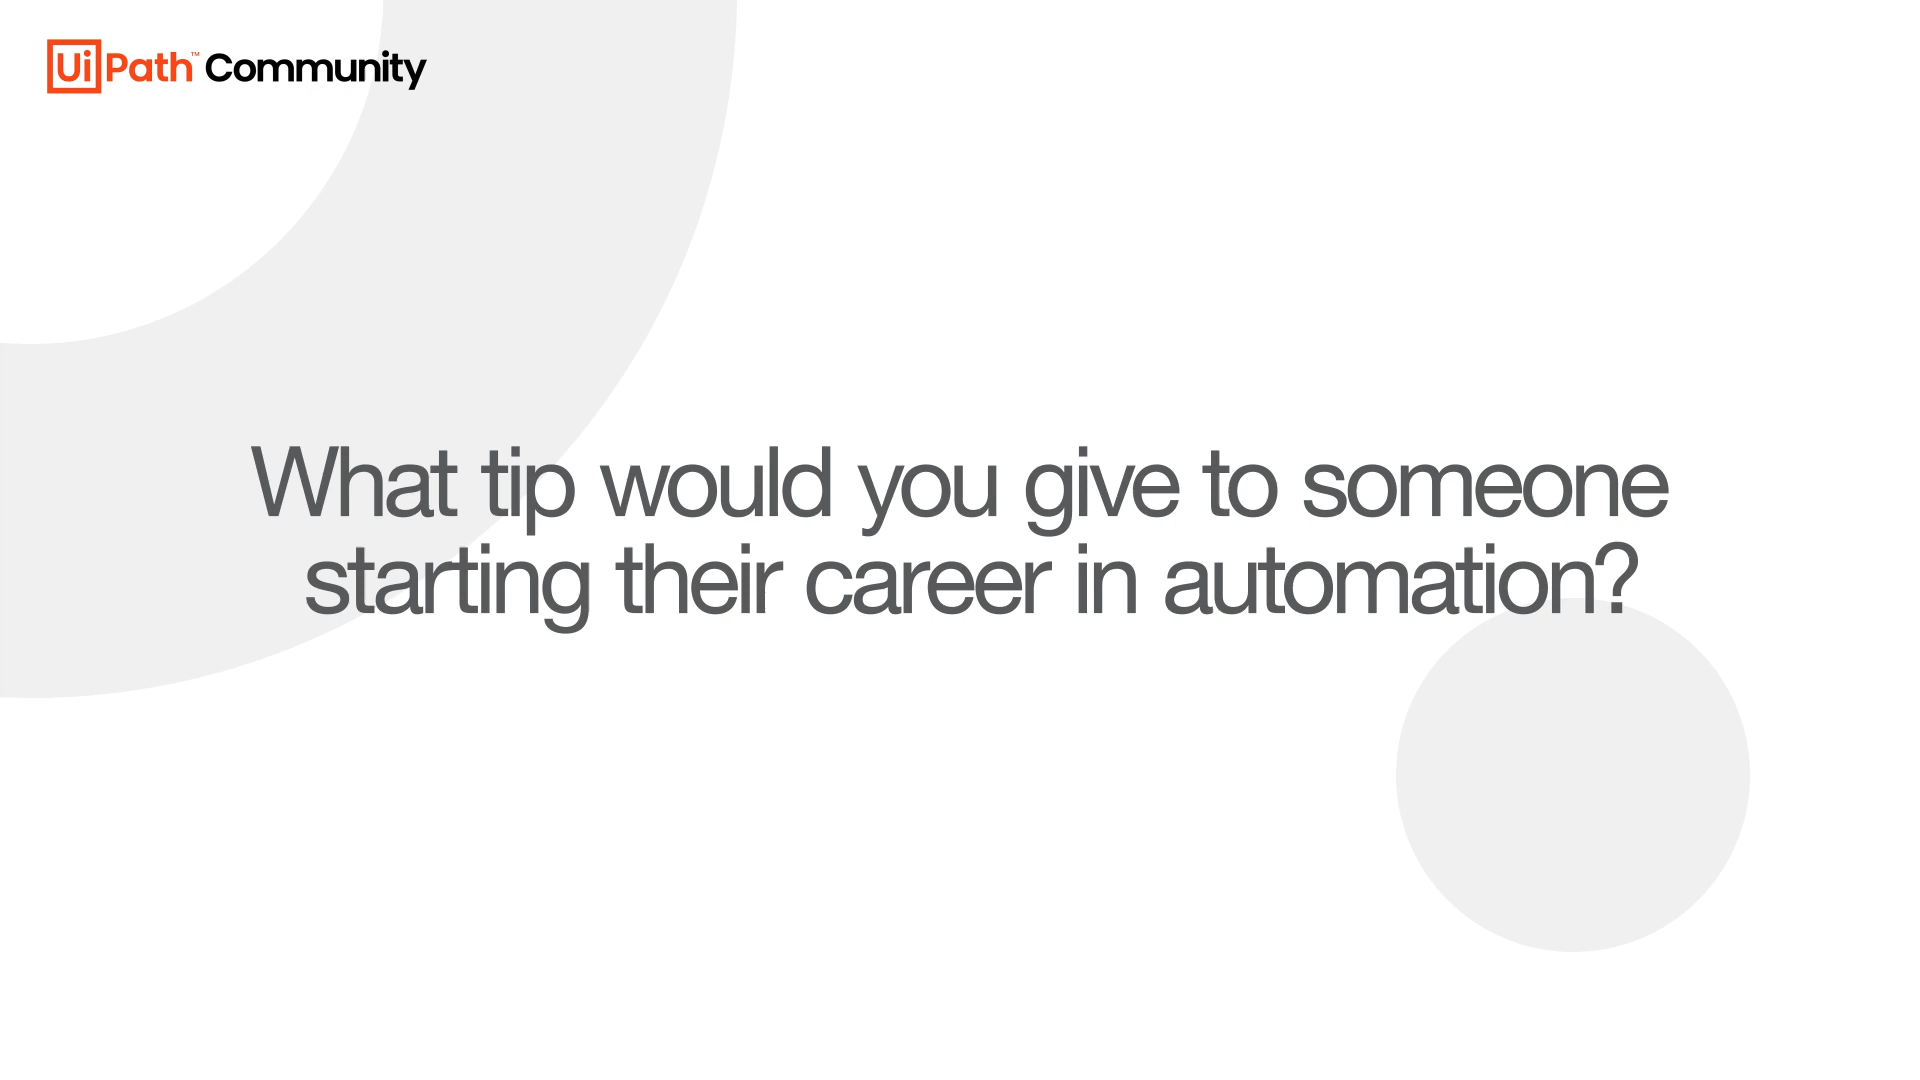 UiPath™ Community
What tip would you give to someone
starting their career in automation?